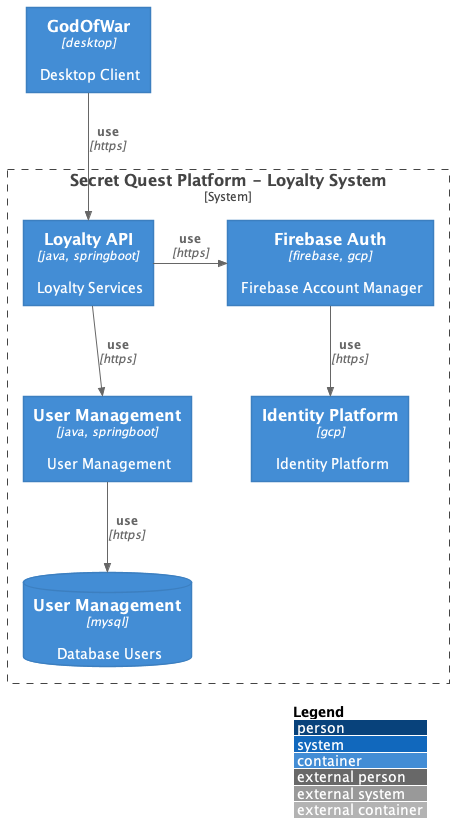 GodOfWar
[desktop]
Desktop Client
use
[https]
Secret Quest Platform - Loyalty System
[System]
Loyalty API
[java, springboot]
Loyalty Services
use
[https]
Firebase Auth
[firebase, gcp]
Firebase Account Manager
use
[https]
use
[https]
User Management
[java, springboot]
User Management
Identity Platform
[gcp]
Identity Platform
use
[https]
User Management
[mysql]
Database Users
Legend
person
system
container
external person
external system
external container